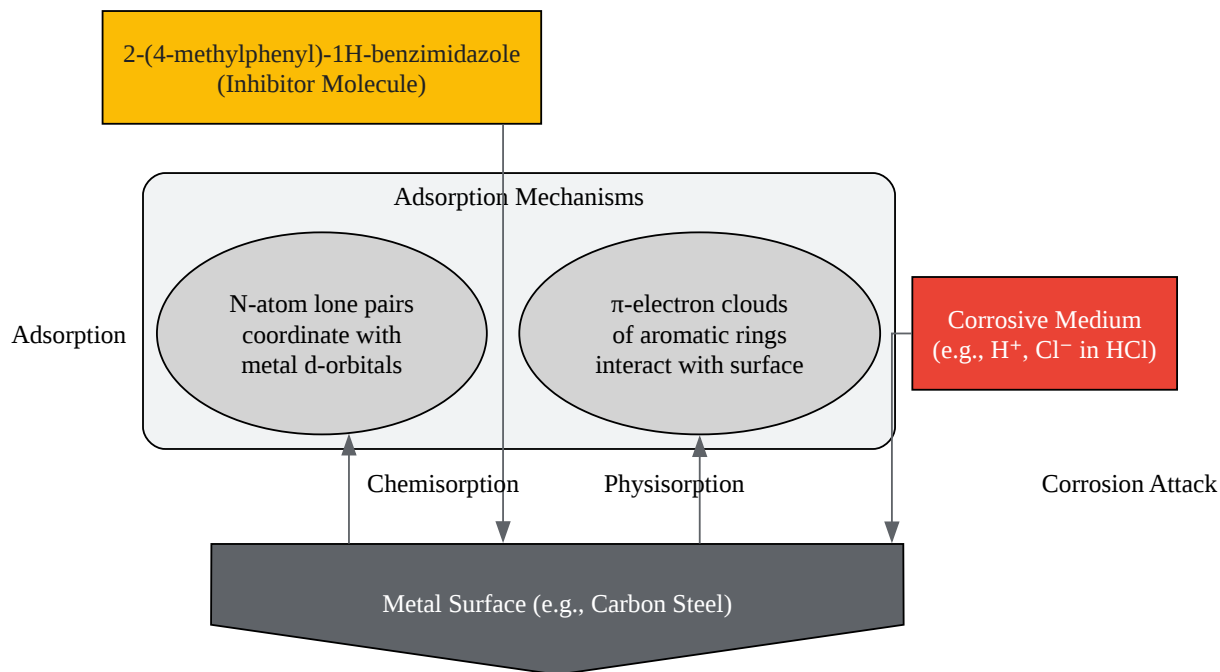 2-(4-methylphenyl)-1H-benzimidazole
(Inhibitor Molecule)
Adsorption Mechanisms
N-atom lone pairs
coordinate with
metal d-orbitals
π-electron clouds
of aromatic rings
interact with surface
Adsorption
Corrosive Medium
(e.g., H⁺, Cl⁻ in HCl)
Chemisorption
Physisorption
Corrosion Attack
Metal Surface (e.g., Carbon Steel)